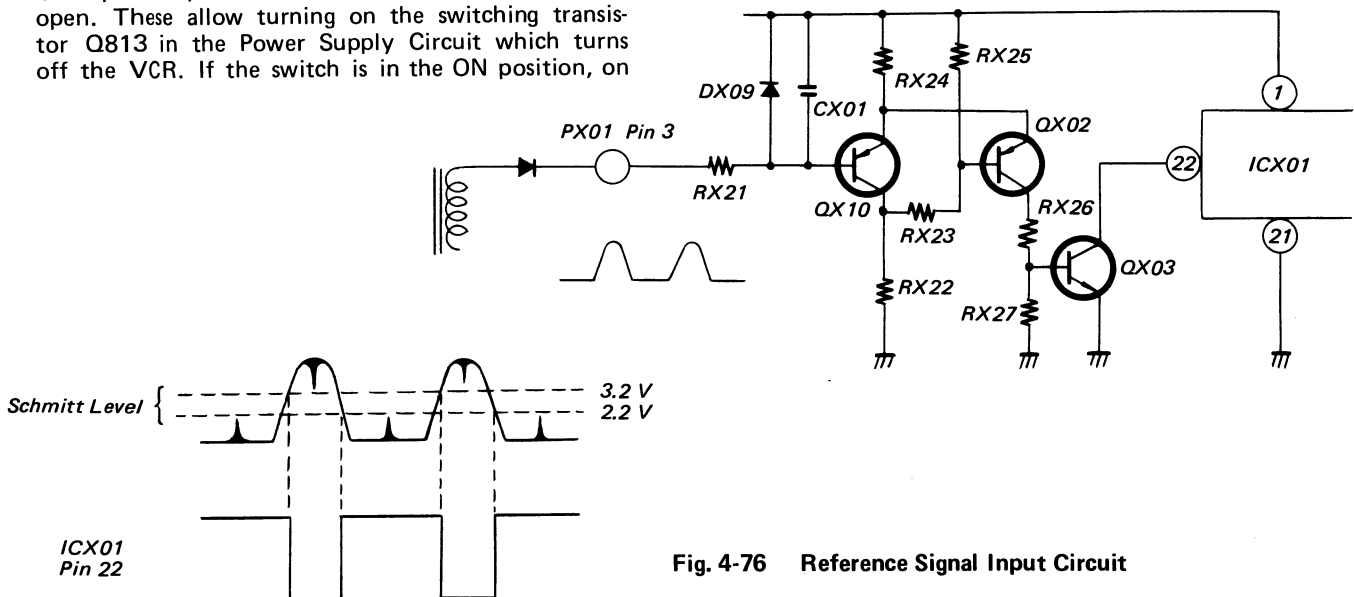 open. These allow turning on the switching transis-
tor Q813 in the Power Supply Circuit which turns
off the VCR. If the switch is in the ON position, on
RX24
RX25
DX09
CX01
1
PX01 Pin 3
QX02
22
ICX01
RX21
QX10
RX23
RX26
21
QX03
RX22
RX27
Schmitt Level
3.2 V
2.2 V
ICX01
Pin 22
Fig. 4-76 Reference Signal Input Circuit